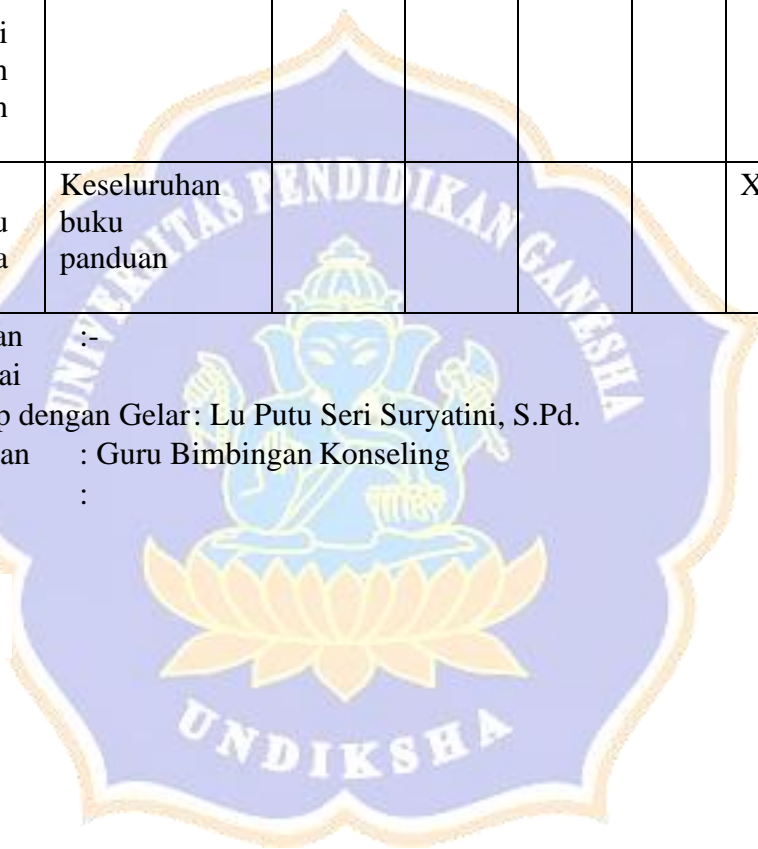 i
n
n
Keseluruhan X
u buku
a panduan
an :-
ai
p dengan Gelar: Lu Putu Seri Suryatini, S.Pd.
an : Guru Bimbingan Konseling
:
UNIVERSITAS PENDIDIKAN GANESHA
UNDIKSHA